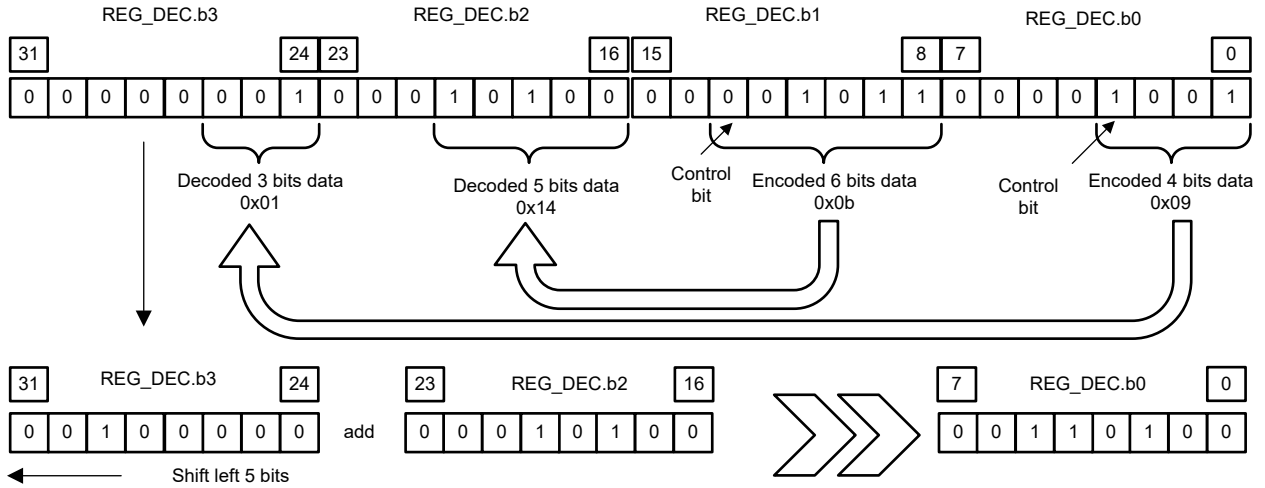 REG_DEC.b3 REG_DEC.b2 REG_DEC.b1 REG_DEC.b0
31 24 23 16 15 8 7 0
0 0 0 0 0 0 0 1 0 0 0 1 0 1 0 0 0 0 0 0 1 0 1 1 0 0 0 0 1 0 0 1
Decoded 3 bits data
0x01
Decoded 5 bits data
0x14
Control
bit
Encoded 6 bits data
0x0b
Control
bit
Encoded 4 bits data
0x09
31 REG_DEC.b3 24 23 REG_DEC.b2 16 7 REG_DEC.b0 0
0 0 1 0 0 0 0 0 add 0 0 0 1 0 1 0 0 0 0 1 1 0 1 0 0
Shift left 5 bits